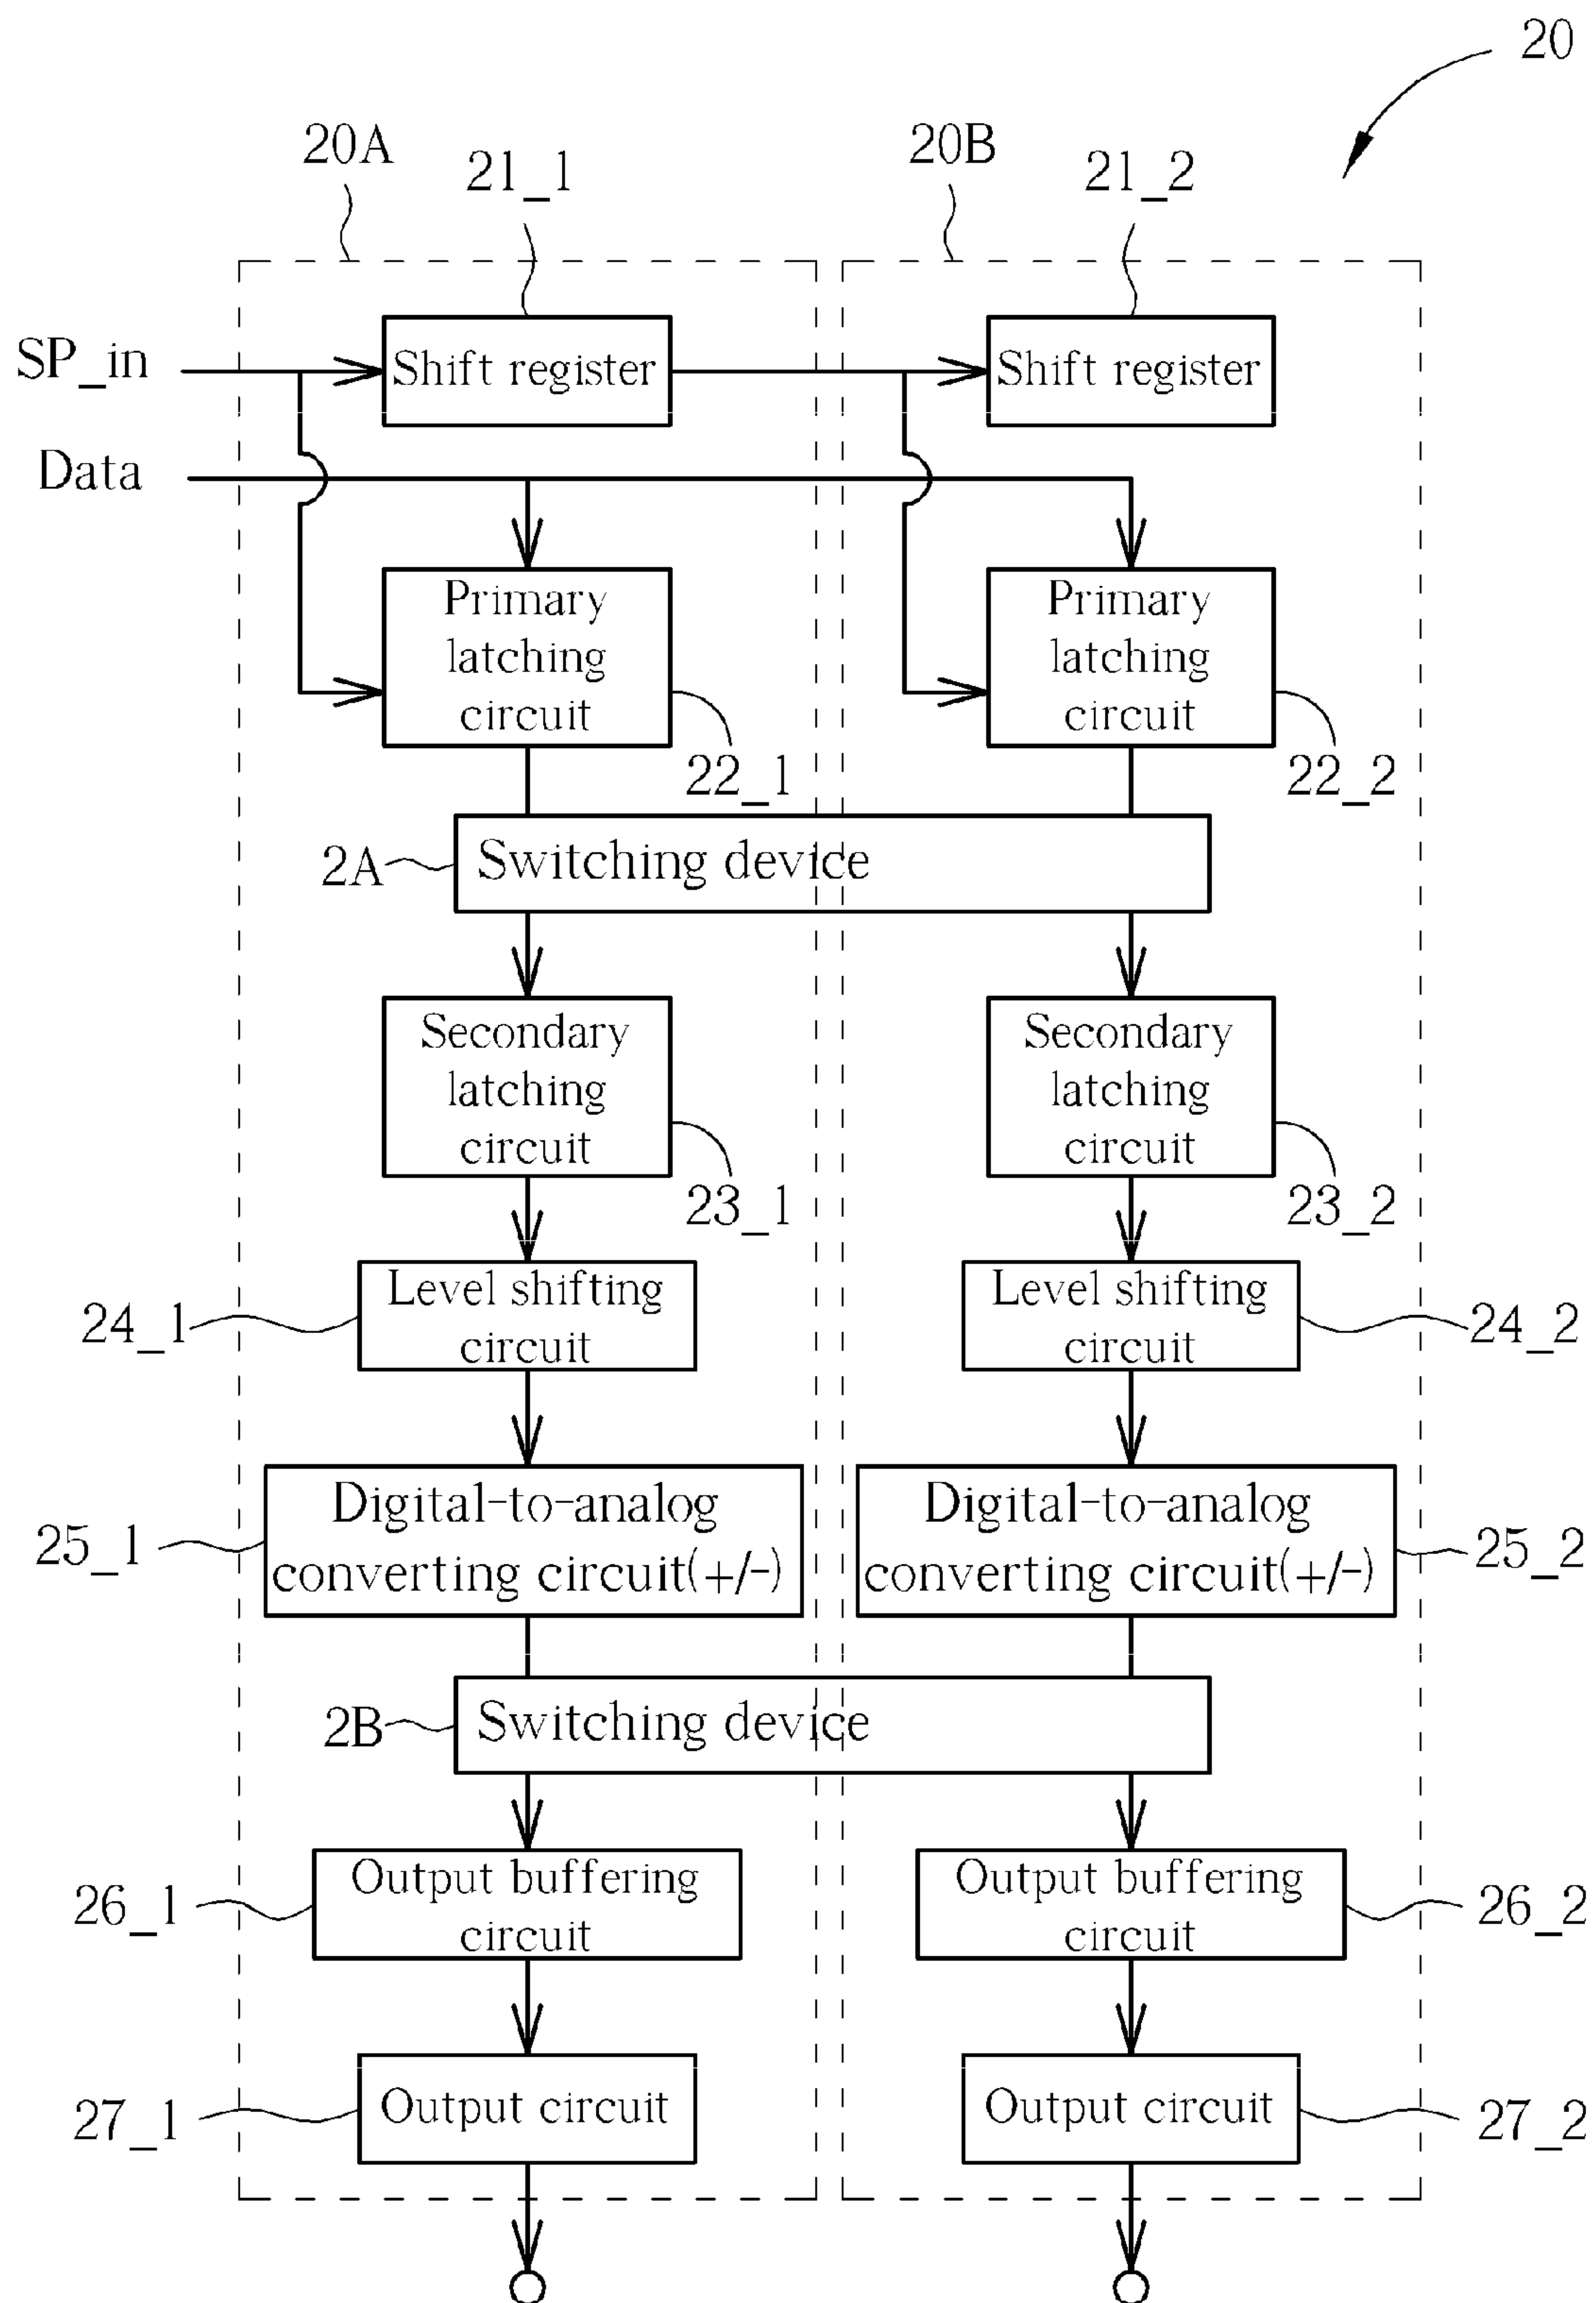 20
20A
20B
21_1
21_2
SP_in
Shift register
Shift register
Data
Primary
latching
circuit
Primary
latching
circuit
22_1
22_2
2A
Switching device
Secondary
latching
circuit
Secondary
latching
circuit
23_1
23_2
Level shifting
circuit
Level shifting
circuit
24_1
24_2
Digital-to-analog
converting circuit(+/-)
Digital-to-analog
converting circuit(+/-)
25_1
25_2
2B
Switching device
Output buffering
circuit
Output buffering
circuit
26_1
26_2
Output circuit
Output circuit
27_1
27_2